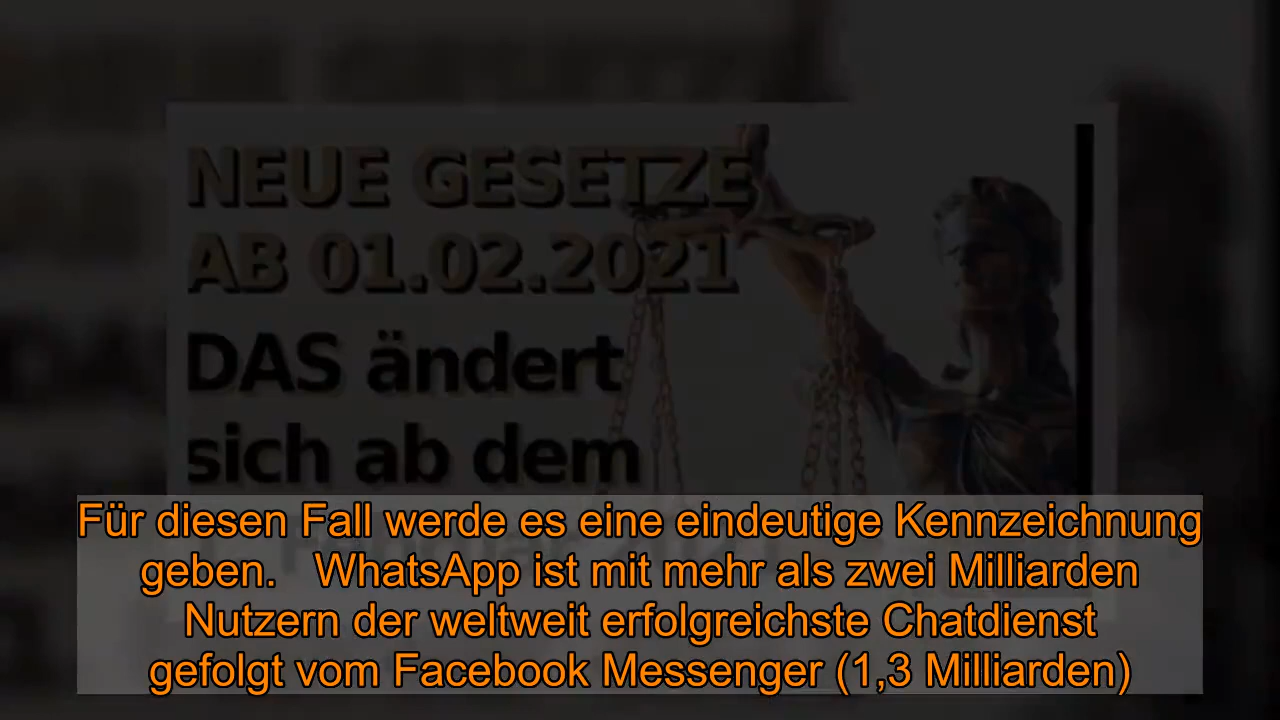 NEUE GESETZE
AB 01.02.2021
DAS ändert
sich ab dem
Für diesen Fall werde es eine eindeutige Kennzeichnung
geben. WhatsApp ist mit mehr als zwei Milliarden
Nutzern der weltweit erfolgreichste Chatdienst
gefolgt vom Facebook Messenger (1,3 Milliarden)